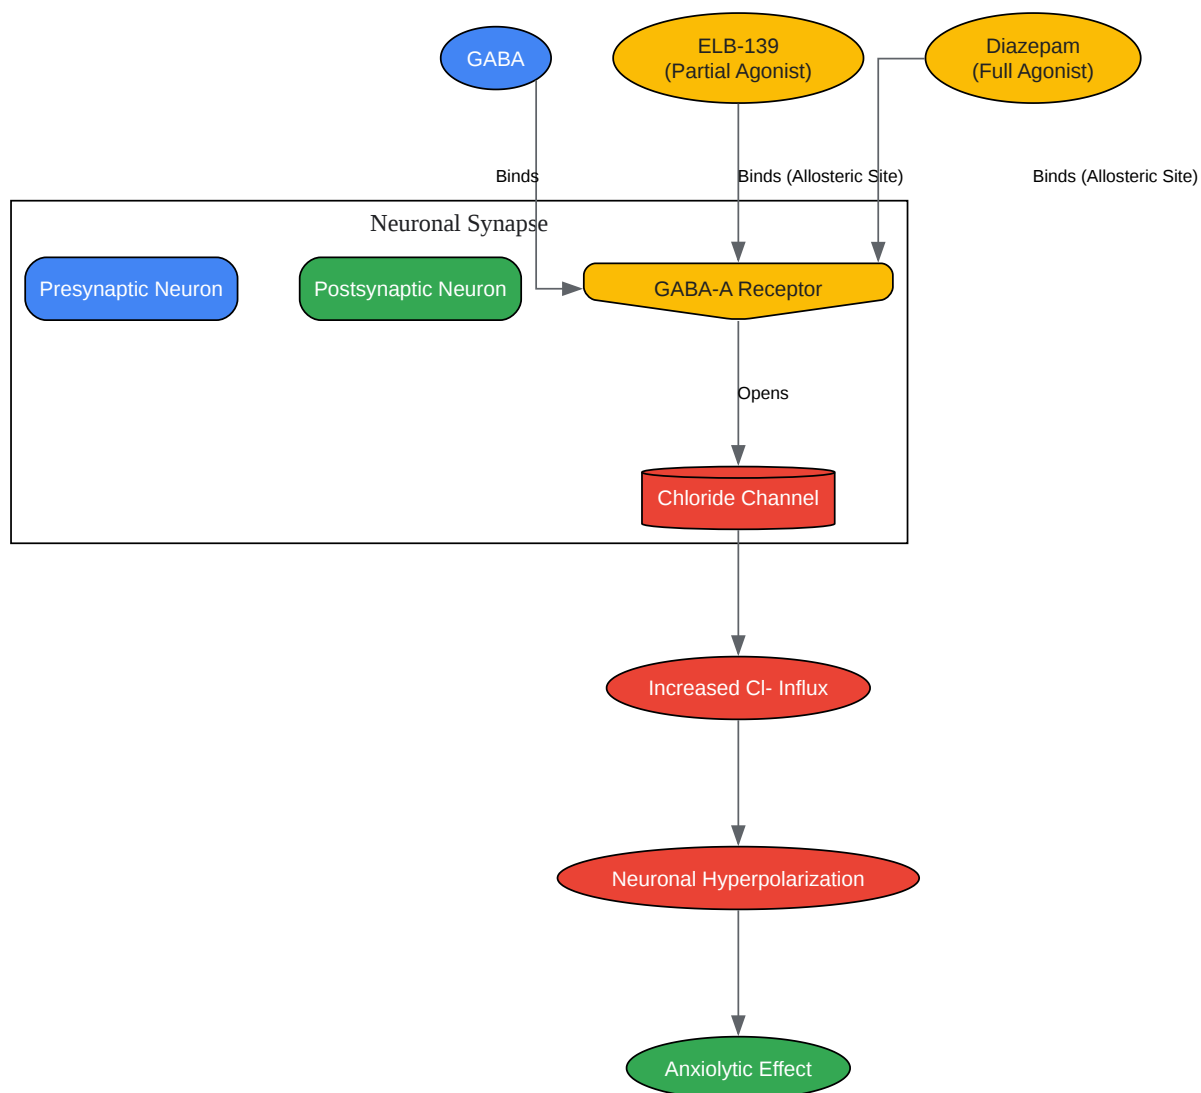 GABA
ELB-139
(Partial Agonist)
Diazepam
(Full Agonist)
Binds
Binds (Allosteric Site)
Binds (Allosteric Site)
Neuronal Synapse
Presynaptic Neuron
Postsynaptic Neuron
GABA-A Receptor
Opens
Chloride Channel
Increased Cl- Influx
Neuronal Hyperpolarization
Anxiolytic Effect